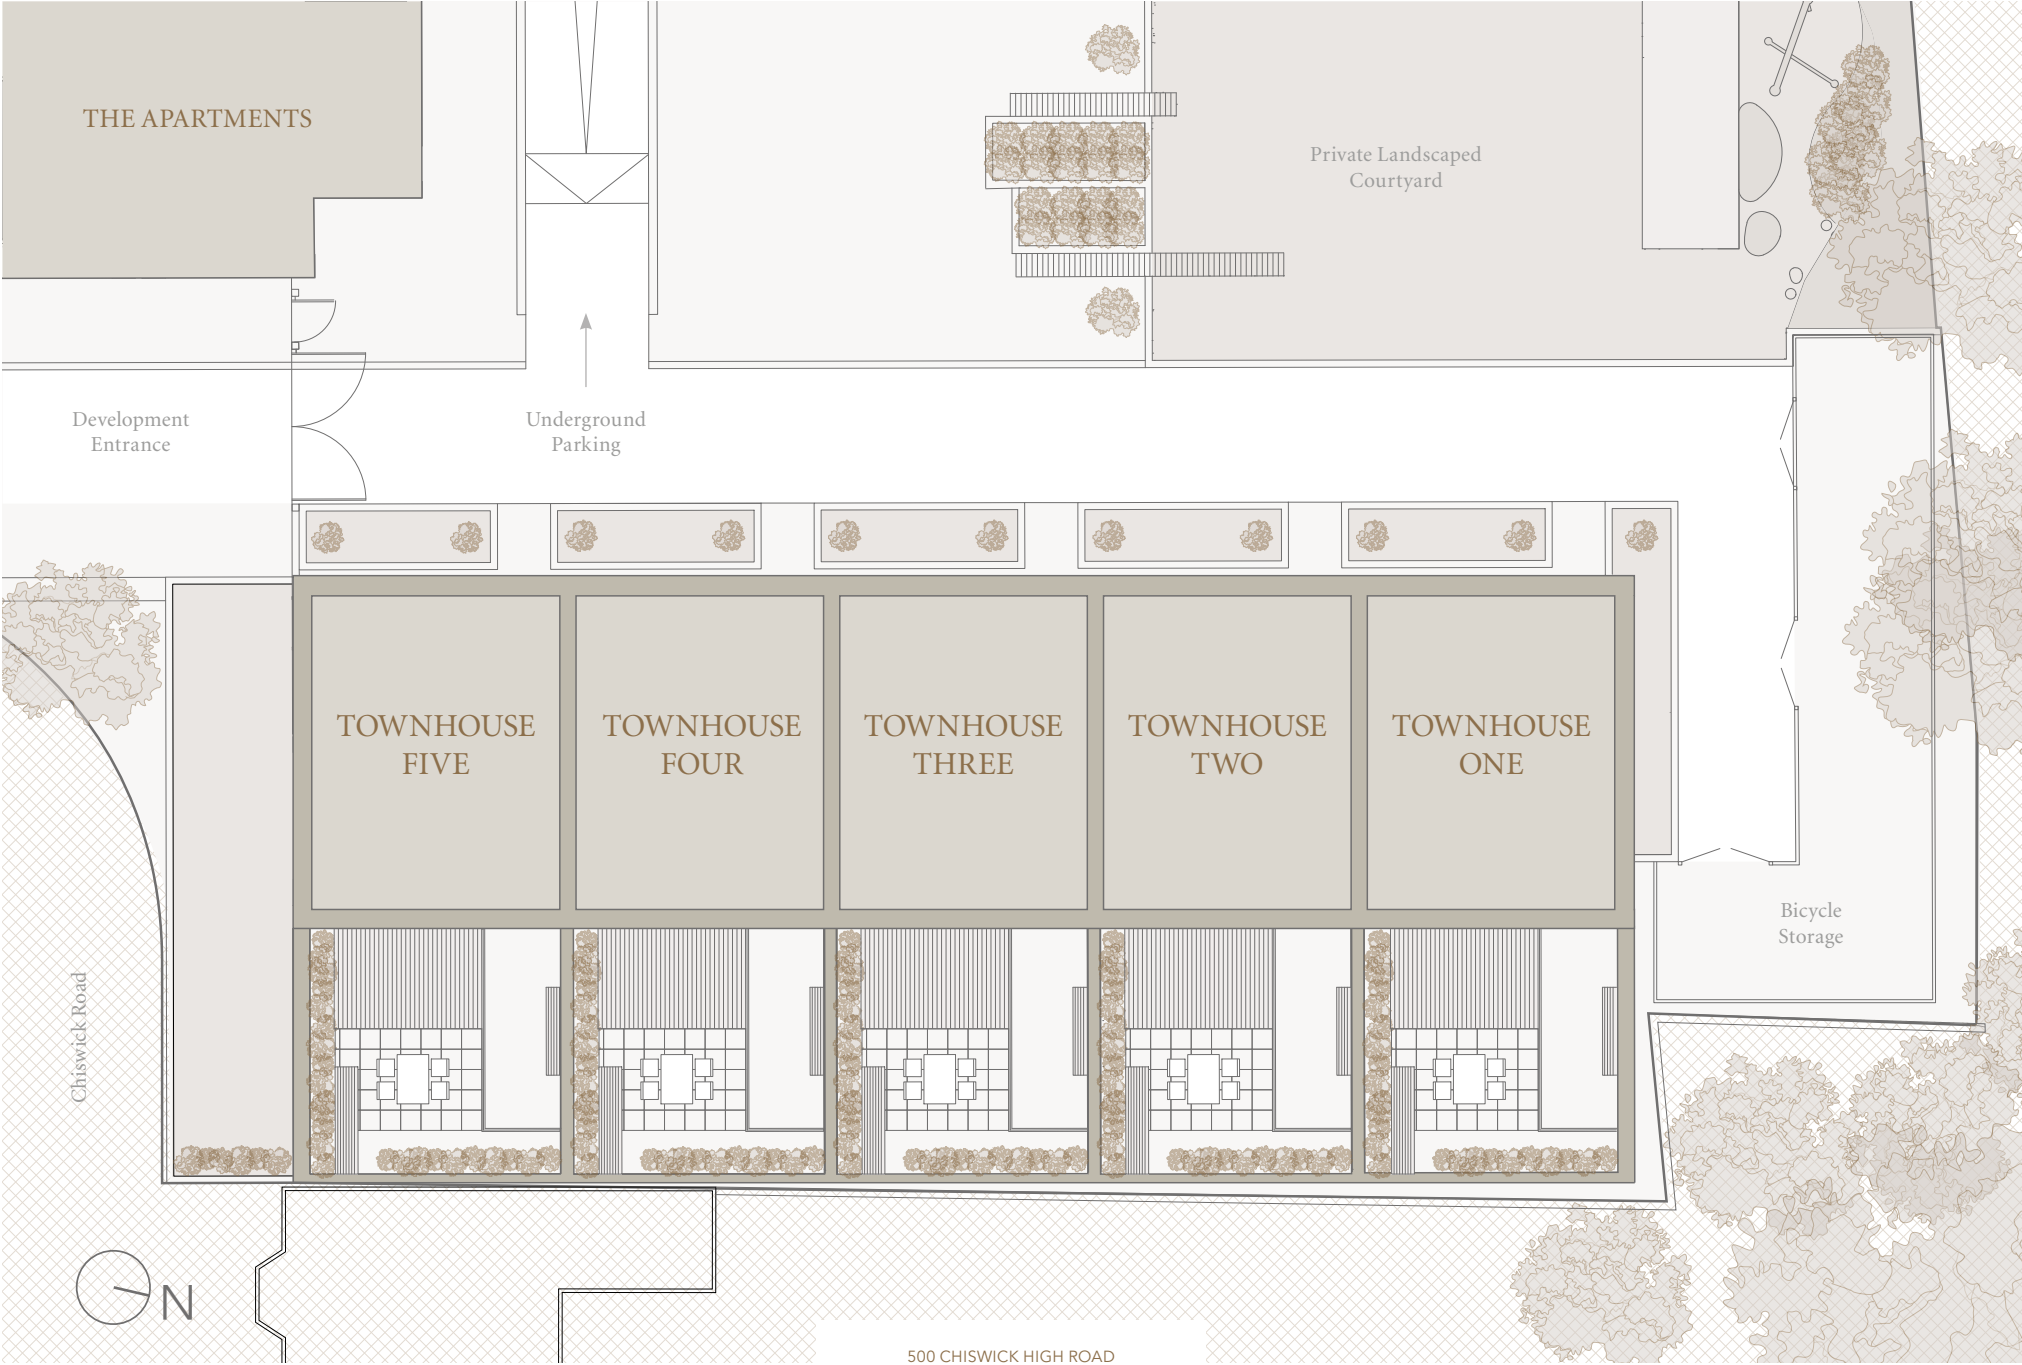 THE APARTMENTS
Private Landscaped
Courtyard
Development
Entrance
Underground
Parking
TOWNHOUSE
FIVE
TOWNHOUSE
FOUR
TOWNHOUSE
THREE
TOWNHOUSE
TWO
TOWNHOUSE
ONE
Bicycle
Storage
Chiswick Road
N
500 CHISWICK HIGH ROAD